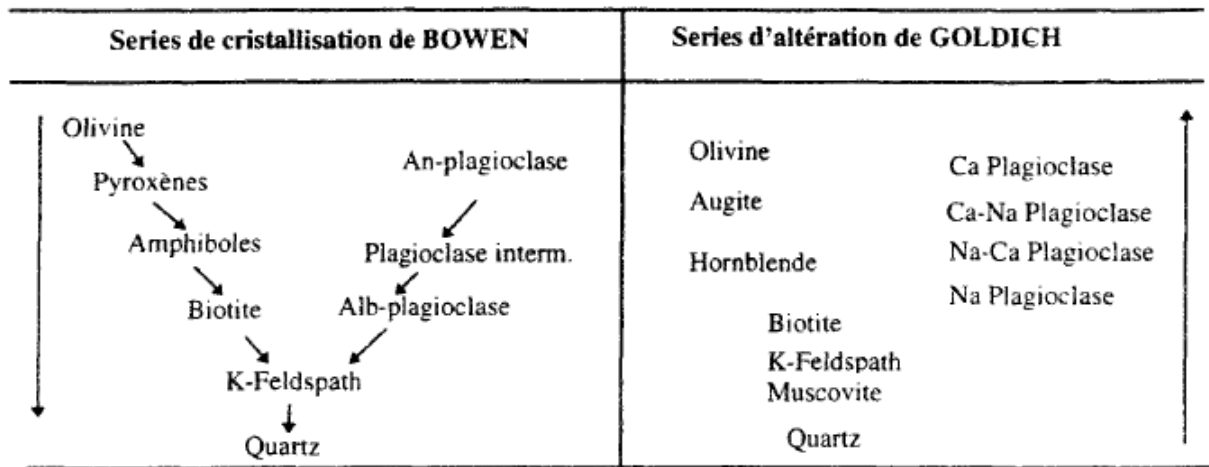 Series de cristallisation de BOWEN
Series d'altération de GOLDICH
Olivine
An-plagioclase
Pyroxènes
Amphiboles
Plagioclase interm.
Biotite
Alb-plagioclase
K-Feldspath
Quartz
Olivine
Ca Plagioclase
Augite
Ca-Na Plagioclase
Hornblende
Na-Ca Plagioclase
Na Plagioclase
Biotite
K-Feldspath
Muscovite
Quartz